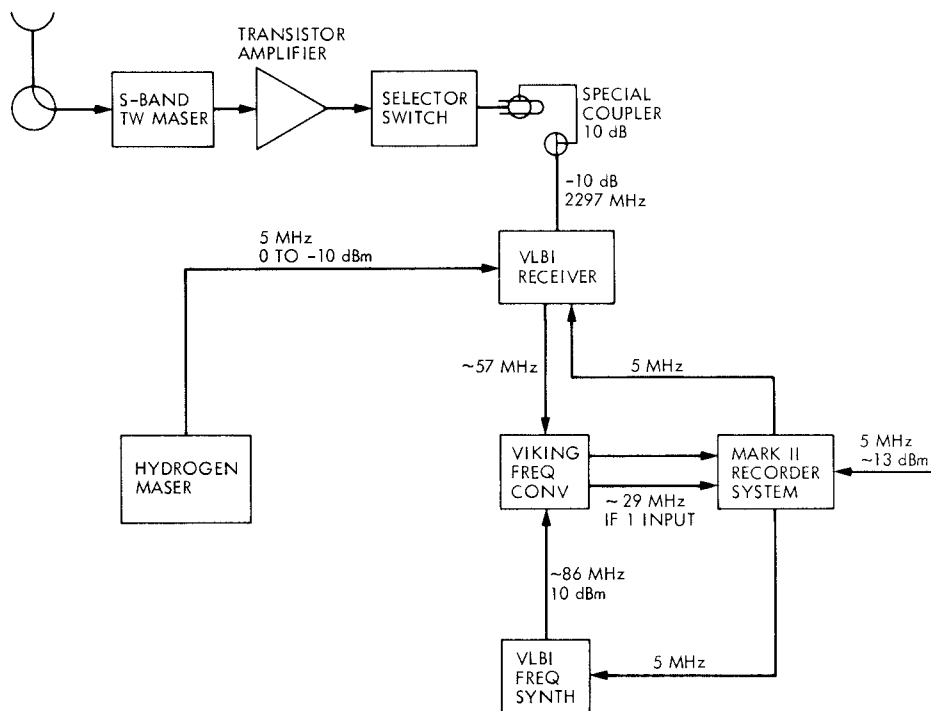 TRANSISTOR
AMPLIFIER
S-BAND
TW MASER
SELECTOR
SWITCH
SPECIAL
COUPLER
10 dB
-10 dB
2297 MHz
5 MHz
0 TO -10 dBm
VLBI
RECEIVER
~57 MHz
5 MHz
HYDROGEN
MASER
VIKING
FREQ
CONV
MARK II
RECORDER
SYSTEM
5 MHz
~13 dBm
~ 29 MHz
IF 1 INPUT
~86 MHz
10 dBm
VLBI
FREQ
SYNTH
5 MHz